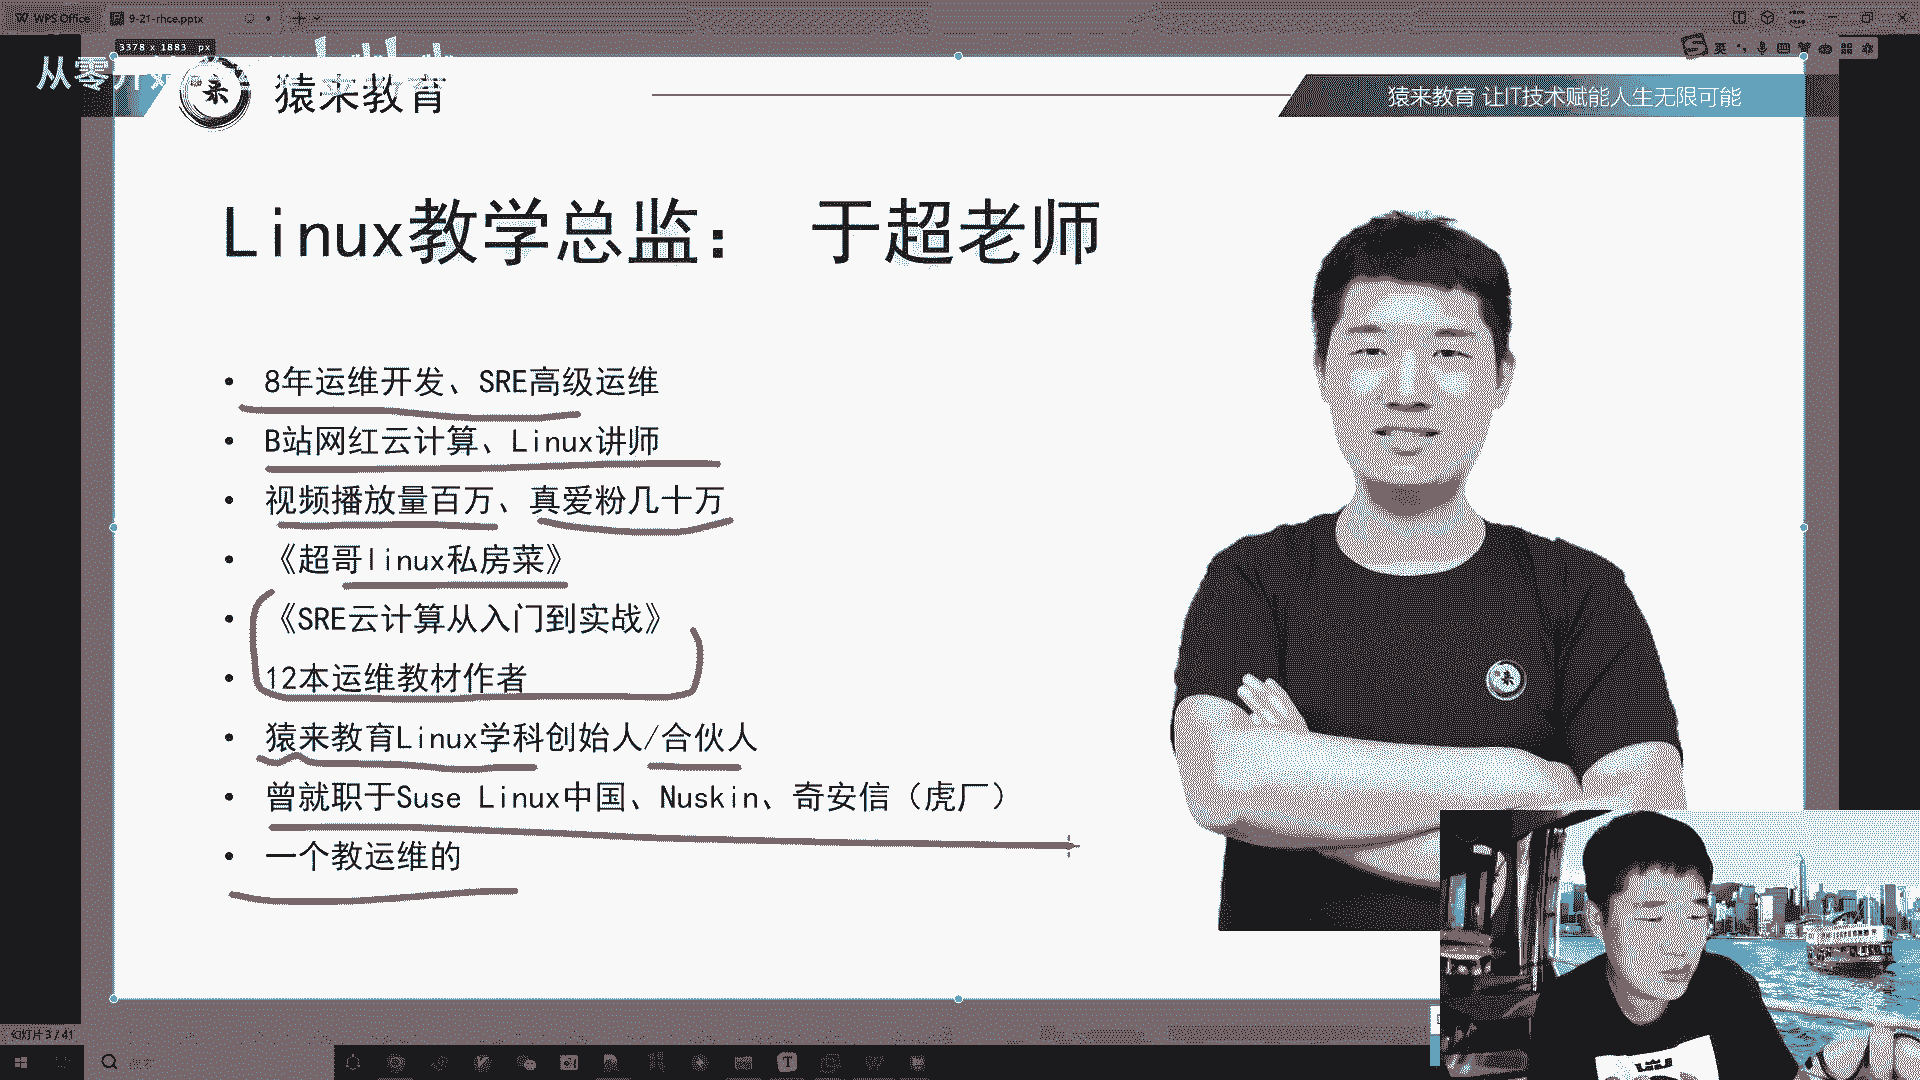 WPS Office
9-21-rhce.pptx
3378 x 1883 px
英
从零开始
猿来教育
猿来教育 让IT技术赋能人生无限可能
Linux教学总监： 于超老师
• 8年运维开发、SRE高级运维
• B站网红云计算、Linux讲师
• 视频播放量百万、真爱粉几十万
• 《超哥linux私房菜》
• 《SRE云计算从入门到实战》
• 12本运维教材作者
• 猿来教育Linux学科创始人/合伙人
• 曾就职于Suse Linux中国、Nuskin、奇安信（虎厂）
• 一个教运维的
来
幻灯片 3 / 41